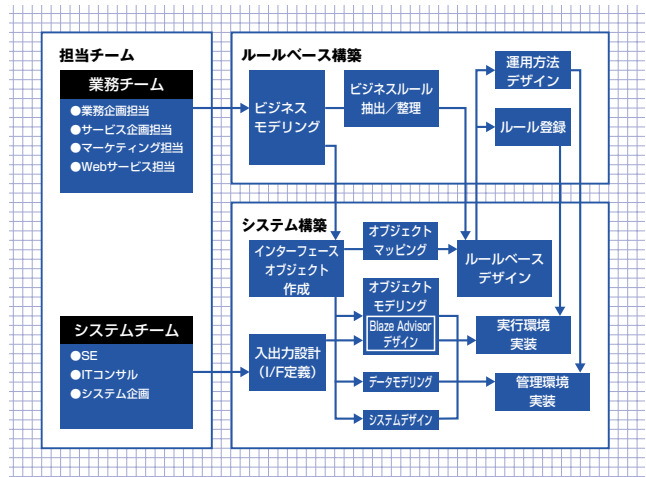 担当チーム
業務チーム
●業務企画担当
●サービス企画担当
●マーケティング担当
●Webサービス担当
システムチーム
●SE
●ITコンサル
●システム企画
ルールベース構築
ビジネス
モデリング
ビジネスルール
抽出／整理
運用方法
デザイン
ルール登録
システム構築
インターフェース
オブジェクト
作成
オブジェクト
マッピング
ルールベース
デザイン
オブジェクト
モデリング
Blaze Advisor
デザイン
入出力設計
（I/F定義）
データモデリング
システムデザイン
実行環境
実装
管理環境
実装